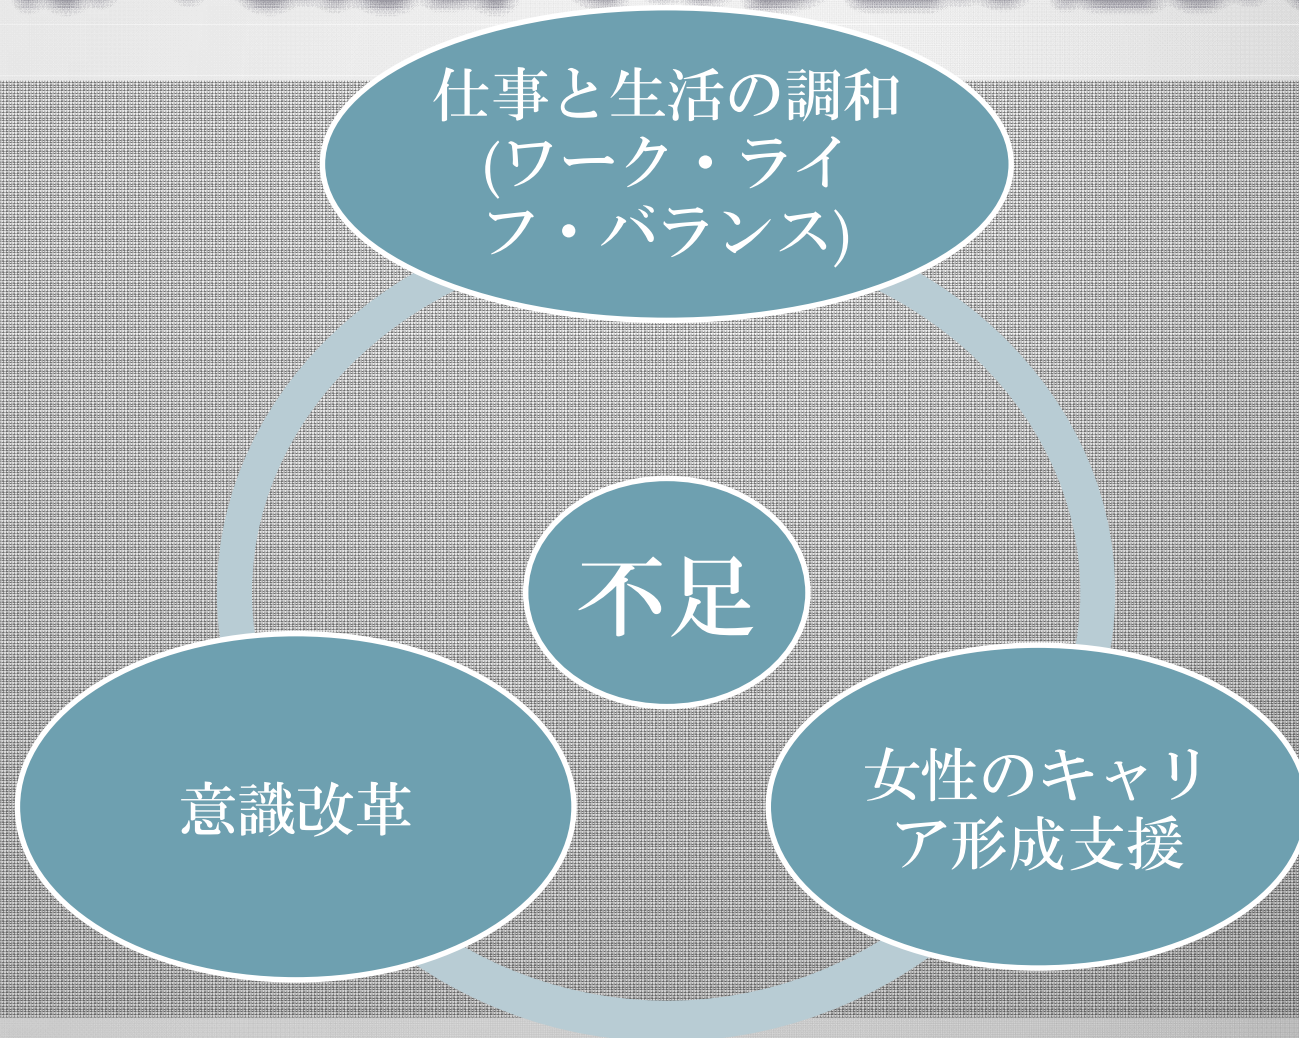 仕事と生活の調和
(ワーク・ライ
フ・バランス)
不足
意識改革
女性のキャリ
ア形成支援